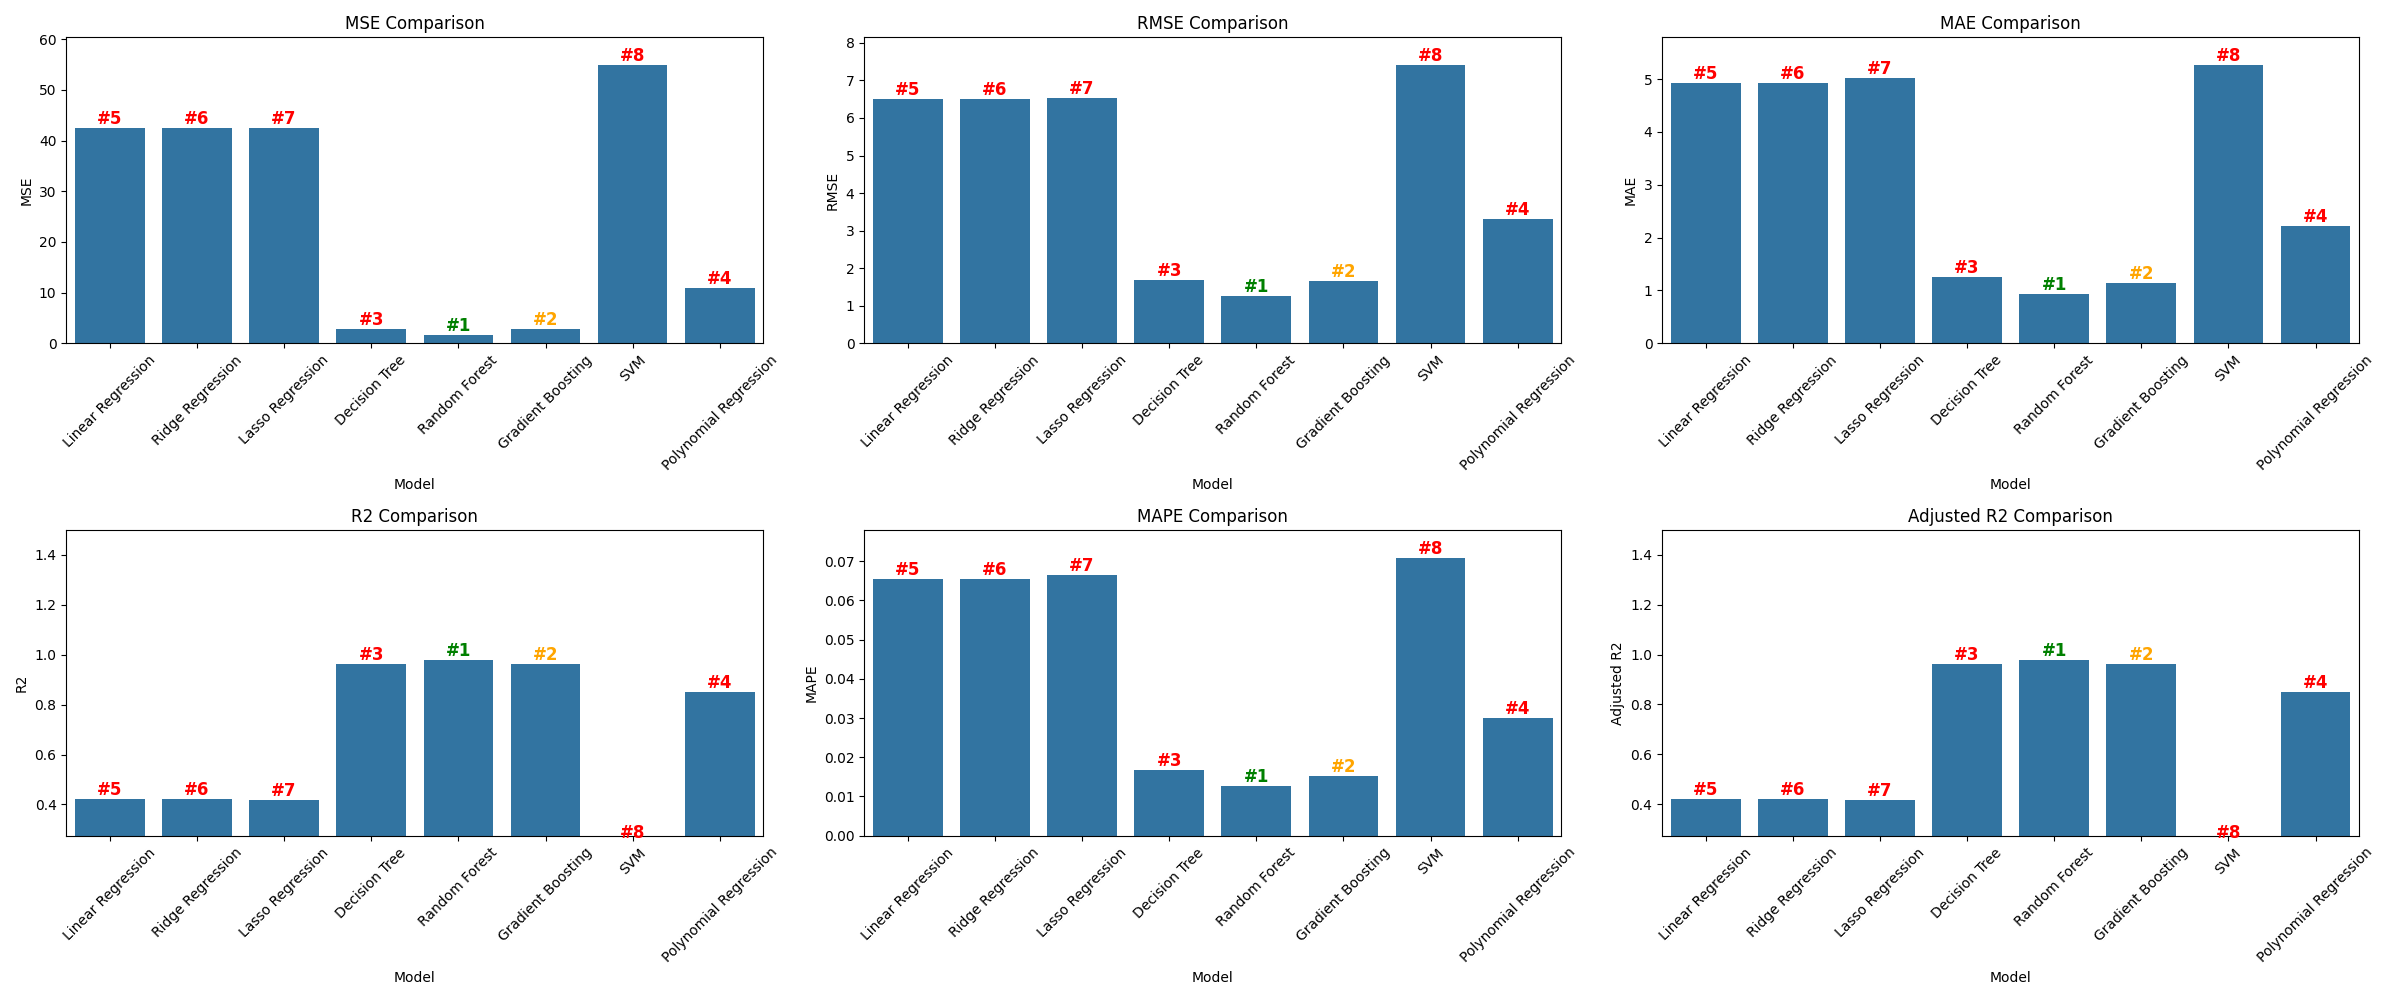 MSE Comparison
MSE
60
50
40
30
20
10
0
#5
#6
#7
#3
#1
#2
#8
#4
Linear Regression
Ridge Regression
Lasso Regression
Decision Tree
Random Forest
Gradient Boosting
SVM
Polynomial Regression
Model
RMSE Comparison
RMSE
8
7
6
5
4
3
2
1
0
#5
#6
#7
#3
#1
#2
#8
#4
Linear Regression
Ridge Regression
Lasso Regression
Decision Tree
Random Forest
Gradient Boosting
SVM
Polynomial Regression
Model
MAE Comparison
MAE
5
4
3
2
1
0
#5
#6
#7
#3
#1
#2
#8
#4
Linear Regression
Ridge Regression
Lasso Regression
Decision Tree
Random Forest
Gradient Boosting
SVM
Polynomial Regression
Model
R2 Comparison
R2
1.4
1.2
1.0
0.8
0.6
0.4
#5
#6
#7
#3
#1
#2
#8
#4
Linear Regression
Ridge Regression
Lasso Regression
Decision Tree
Random Forest
Gradient Boosting
SVM
Polynomial Regression
Model
MAPE Comparison
MAPE
0.07
0.06
0.05
0.04
0.03
0.02
0.01
0.00
#5
#6
#7
#3
#1
#2
#8
#4
Linear Regression
Ridge Regression
Lasso Regression
Decision Tree
Random Forest
Gradient Boosting
SVM
Polynomial Regression
Model
Adjusted R2 Comparison
Adjusted R2
1.4
1.2
1.0
0.8
0.6
0.4
#5
#6
#7
#3
#1
#2
#8
#4
Linear Regression
Ridge Regression
Lasso Regression
Decision Tree
Random Forest
Gradient Boosting
SVM
Polynomial Regression
Model